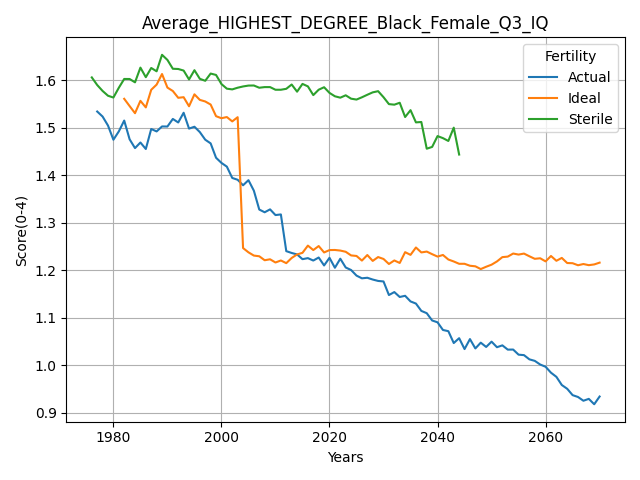 Average_HIGHEST_DEGREE_Black_Female_Q3_IQ
Fertility
Actual
Ideal
Sterile
Score(0-4)
1.6
1.5
1.4
1.3
1.2
1.1
1.0
0.9
1980
2000
2020
2040
2060
Years